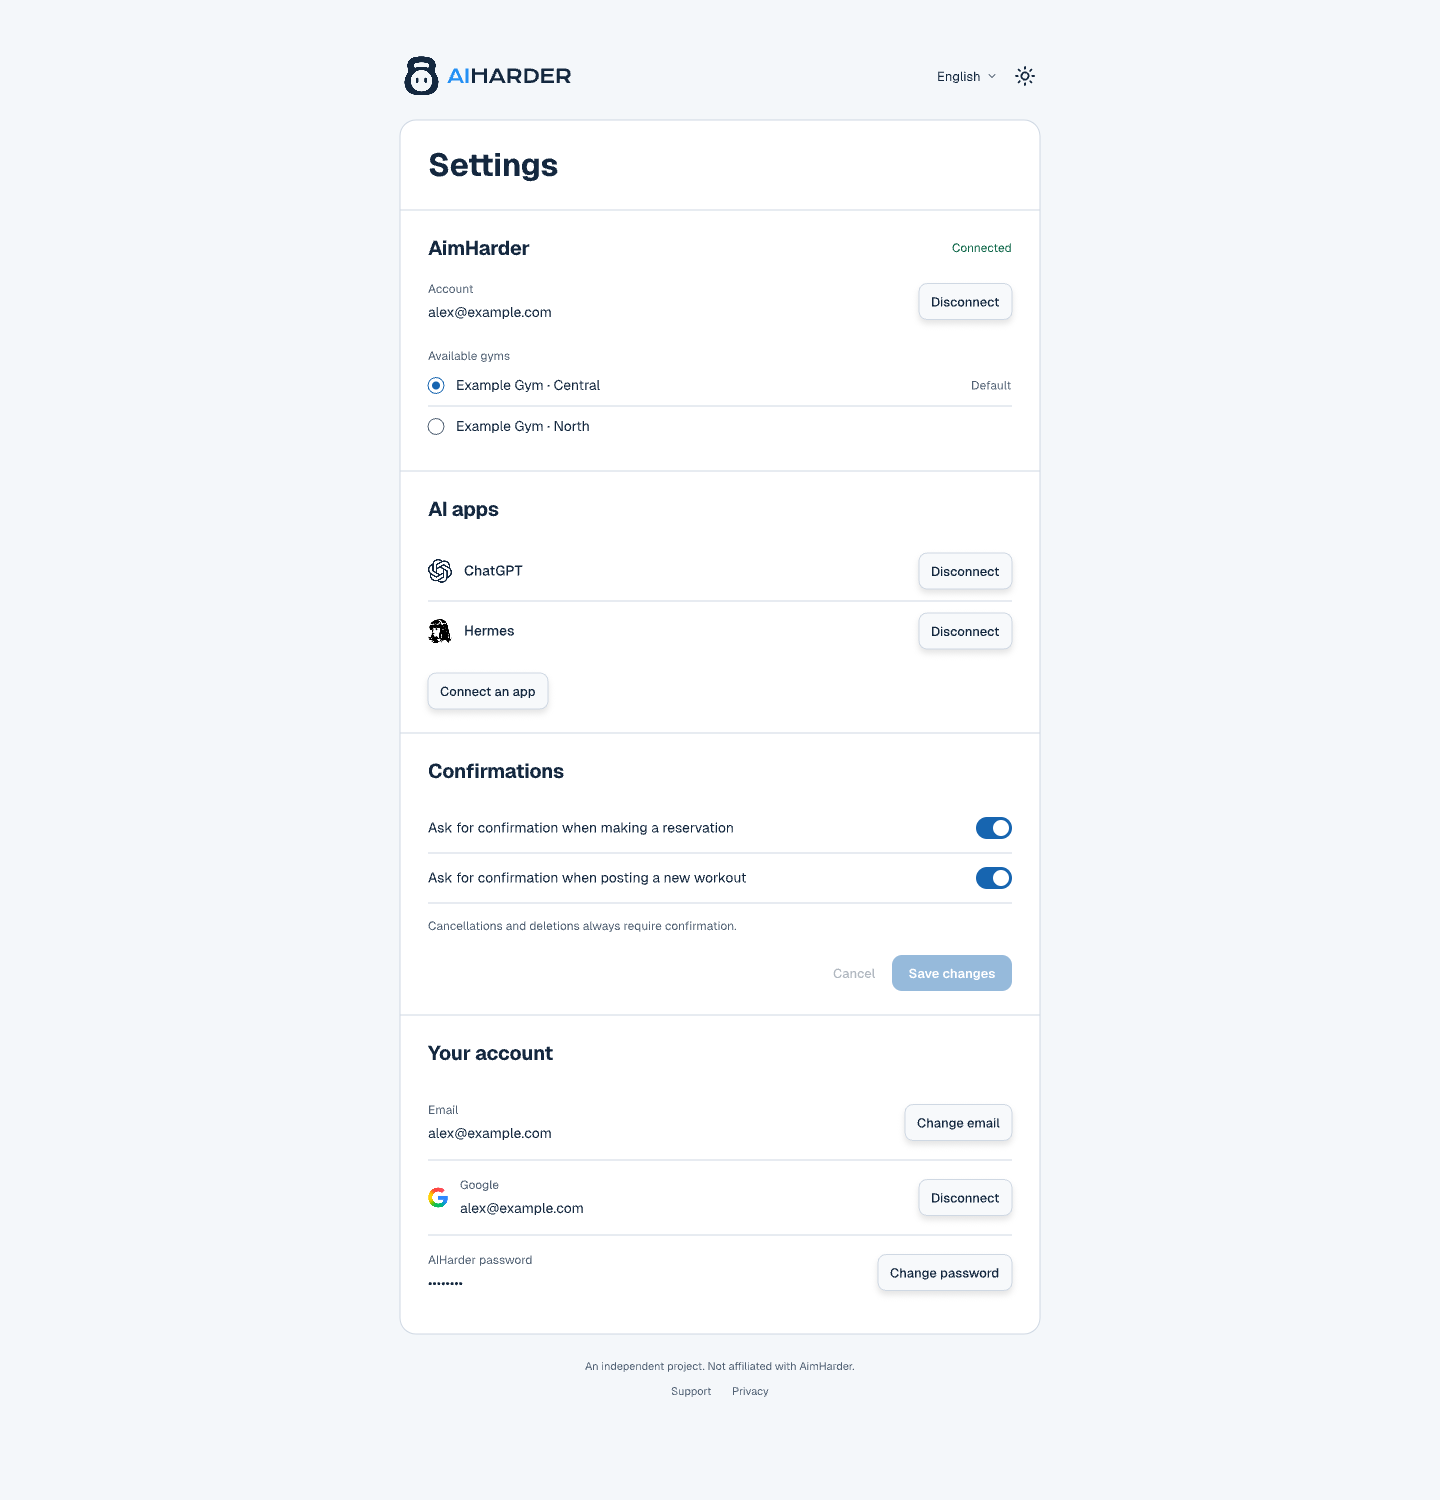 AIHARDER
English
Settings
AimHarder
Connected
Account
alex@example.com
Disconnect
Available gyms
Example Gym · Central
Default
Example Gym · North
AI apps
ChatGPT
Disconnect
Hermes
Disconnect
Connect an app
Confirmations
Ask for confirmation when making a reservation
Ask for confirmation when posting a new workout
Cancellations and deletions always require confirmation.
Cancel
Save changes
Your account
Email
alex@example.com
Change email
Google
alex@example.com
Disconnect
AIHarder password
••••••••
Change password
An independent project. Not affiliated with AimHarder.
Support
Privacy